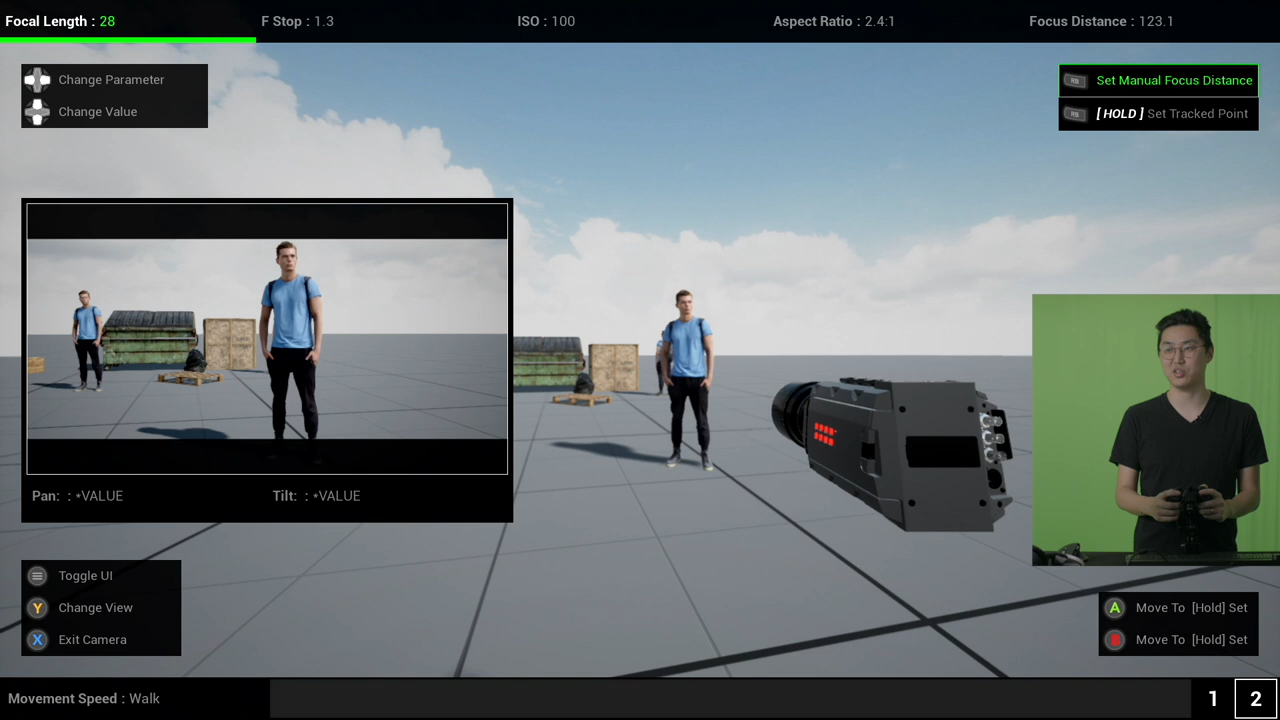 Focal Length : 28
F Stop : 1.3
ISO : 100
Aspect Ratio : 2.4:1
Focus Distance : 123.1
Change Parameter
Change Value
RB Set Manual Focus Distance
RB [ HOLD ] Set Tracked Point
Pan: : *VALUE
Tilt: : *VALUE
Toggle UI
Y Change View
X Exit Camera
A Move To [Hold] Set
B Move To [Hold] Set
Movement Speed : Walk
1
2